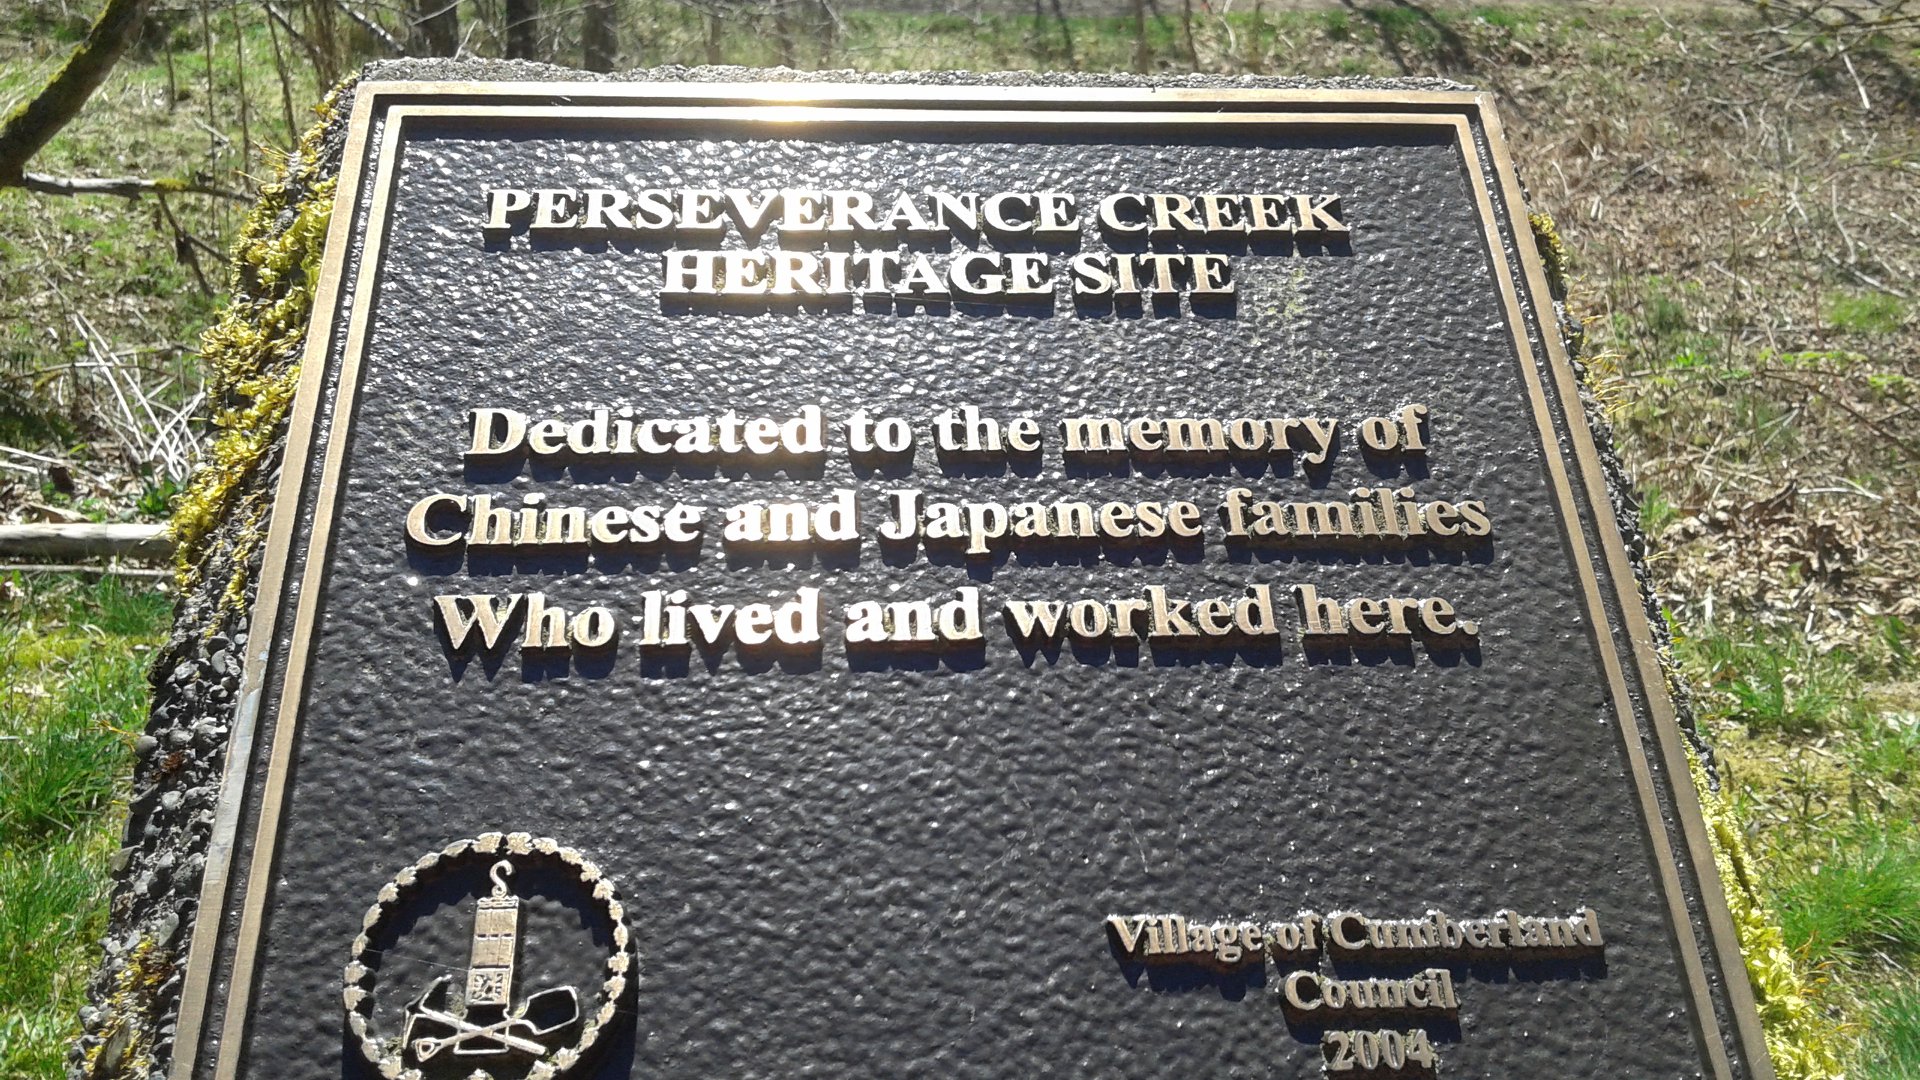 PERSEVERANCE CREEK
HERITAGE SITE
Dedicated to the memory of
Chinese and Japanese families
Who lived and worked here.
Village of Cumberland
Council
2004